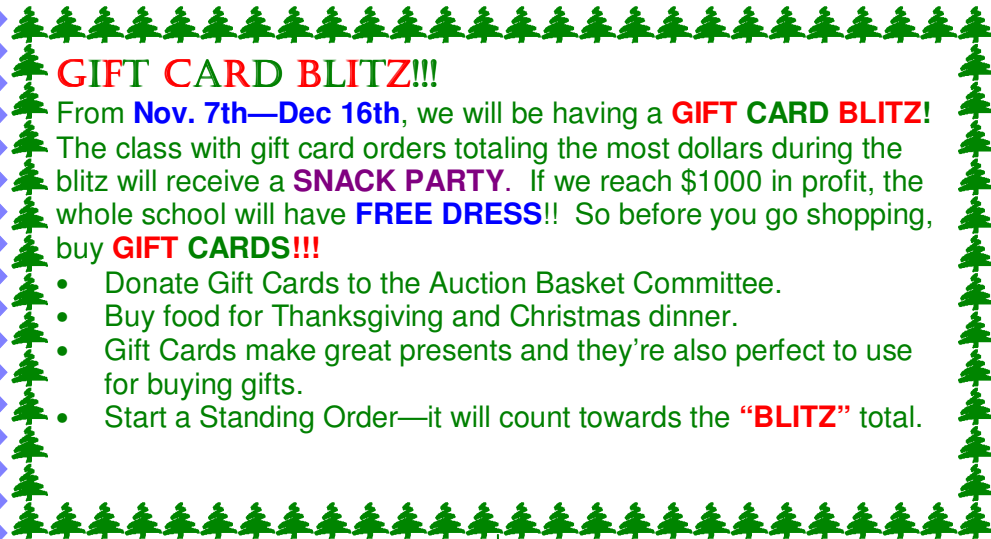 GIFT CARD BLITZ!!!
From Nov. 7th—Dec 16th, we will be having a GIFT CARD BLITZ!
The class with gift card orders totaling the most dollars during the
blitz will receive a SNACK PARTY.  If we reach $1000 in profit, the
whole school will have FREE DRESS!!  So before you go shopping,
buy GIFT CARDS!!!
• Donate Gift Cards to the Auction Basket Committee.
• Buy food for Thanksgiving and Christmas dinner.
• Gift Cards make great presents and they’re also perfect to use
for buying gifts.
• Start a Standing Order—it will count towards the “BLITZ” total.